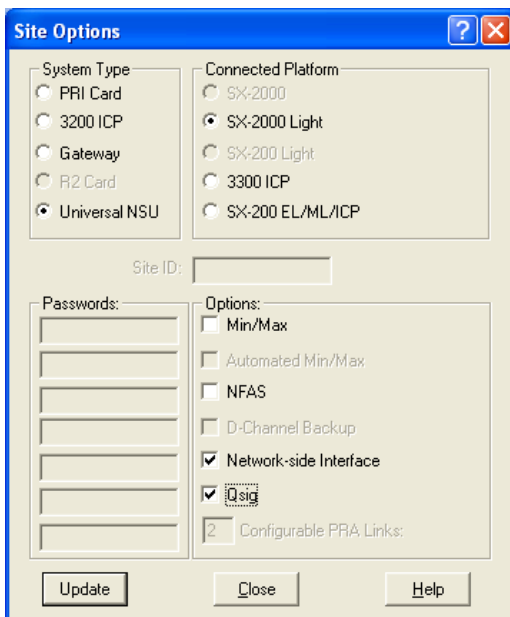 Site Options
System Type
PRI Card
3200 ICP
Gateway
R2 Card
Universal NSU
Connected Platform
SX-2000
SX-2000 Light
SX-200 Light
3300 ICP
SX-200 EL/ML/ICP
Site ID:
Passwords:
Options:
Min/Max
Automated Min/Max
NFAS
D-Channel Backup
Network-side Interface
Qsig
2 Configurable PRA Links:
Update
Close
Help